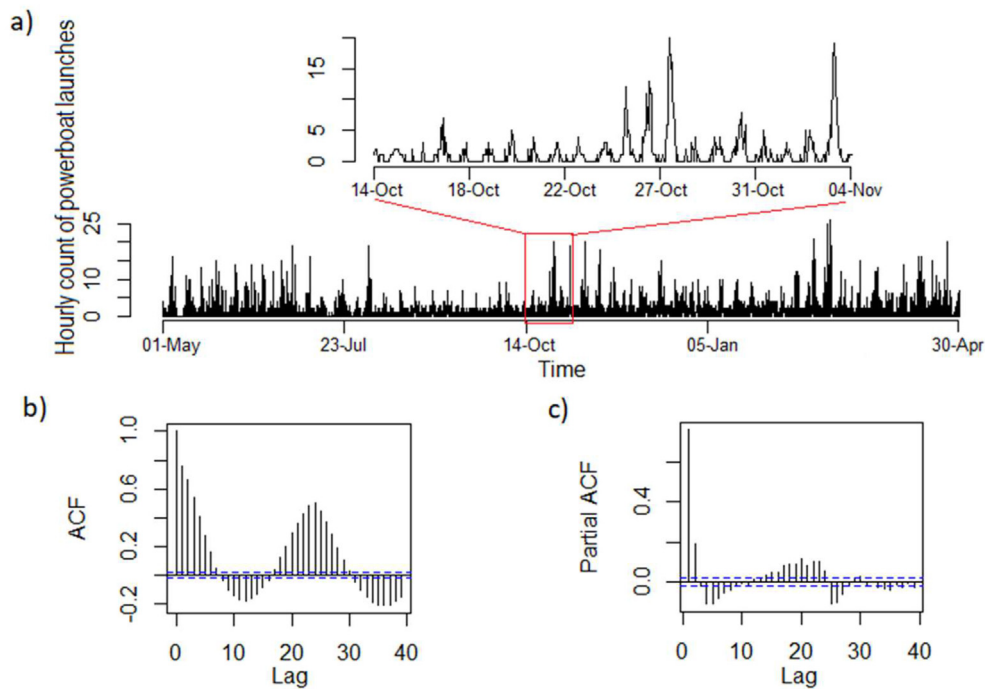 a)
Hourly count of powerboat launches
15
5
0
14-Oct 18-Oct 22-Oct 27-Oct 31-Oct 04-Nov
25
10
0
01-May 23-Jul 14-Oct 05-Jan 30-Apr
Time
b)
ACF
1.0
0.6
0.2
-0.2
0 10 20 30 40
Lag
c)
Partial ACF
0.4
0.0
0 10 20 30 40
Lag